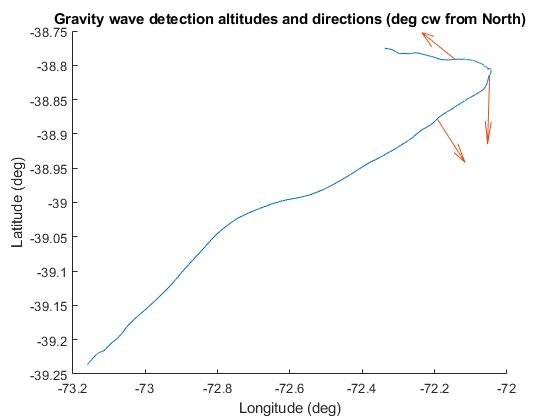 Gravity wave detection altitudes and directions (deg cw from North)
-38.75
-38.8
-38.85
-38.9
-38.95
-39
-39.05
-39.1
-39.15
-39.2
-39.25
Latitude (deg)
-73.2 -73 -72.8 -72.6 -72.4 -72.2 -72
Longitude (deg)